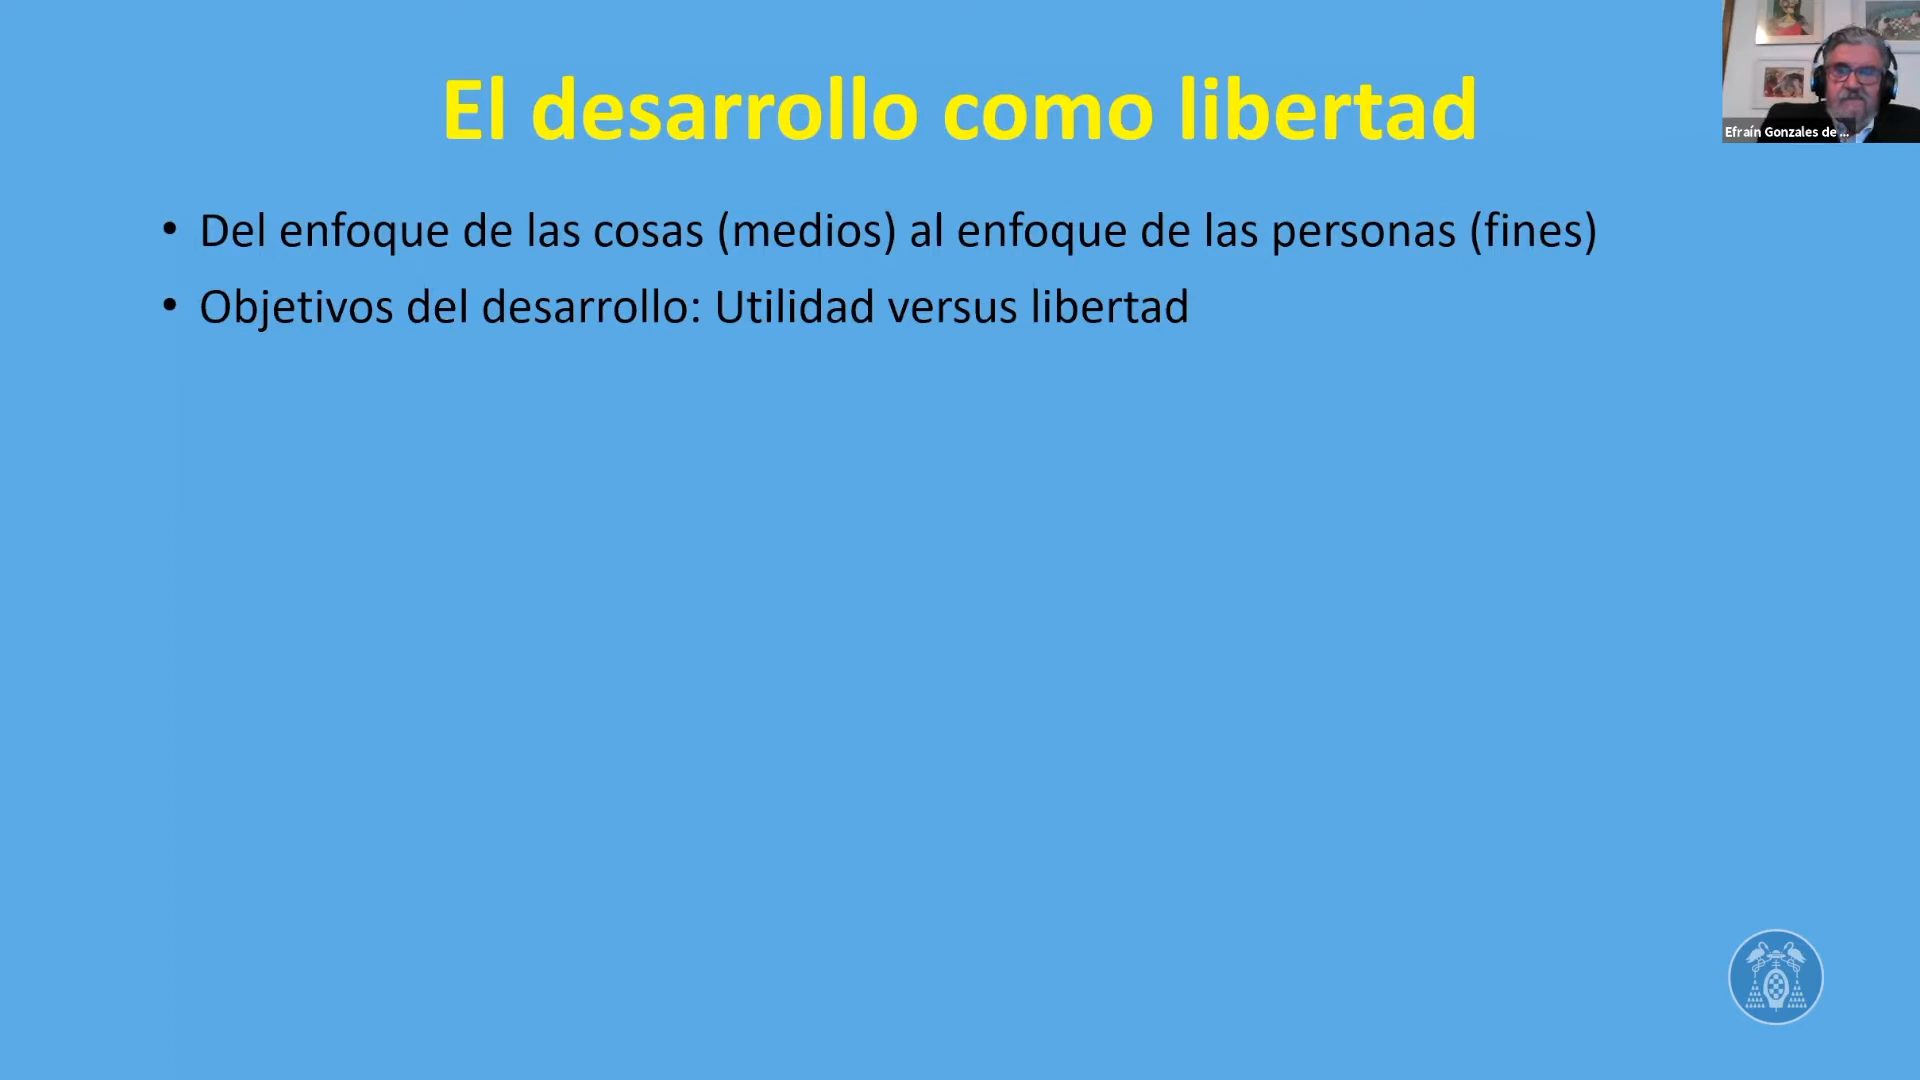 El desarrollo como libertad
• Del enfoque de las cosas (medios) al enfoque de las personas (fines)
• Objetivos del desarrollo: Utilidad versus libertad
Efraín Gonzales de ...